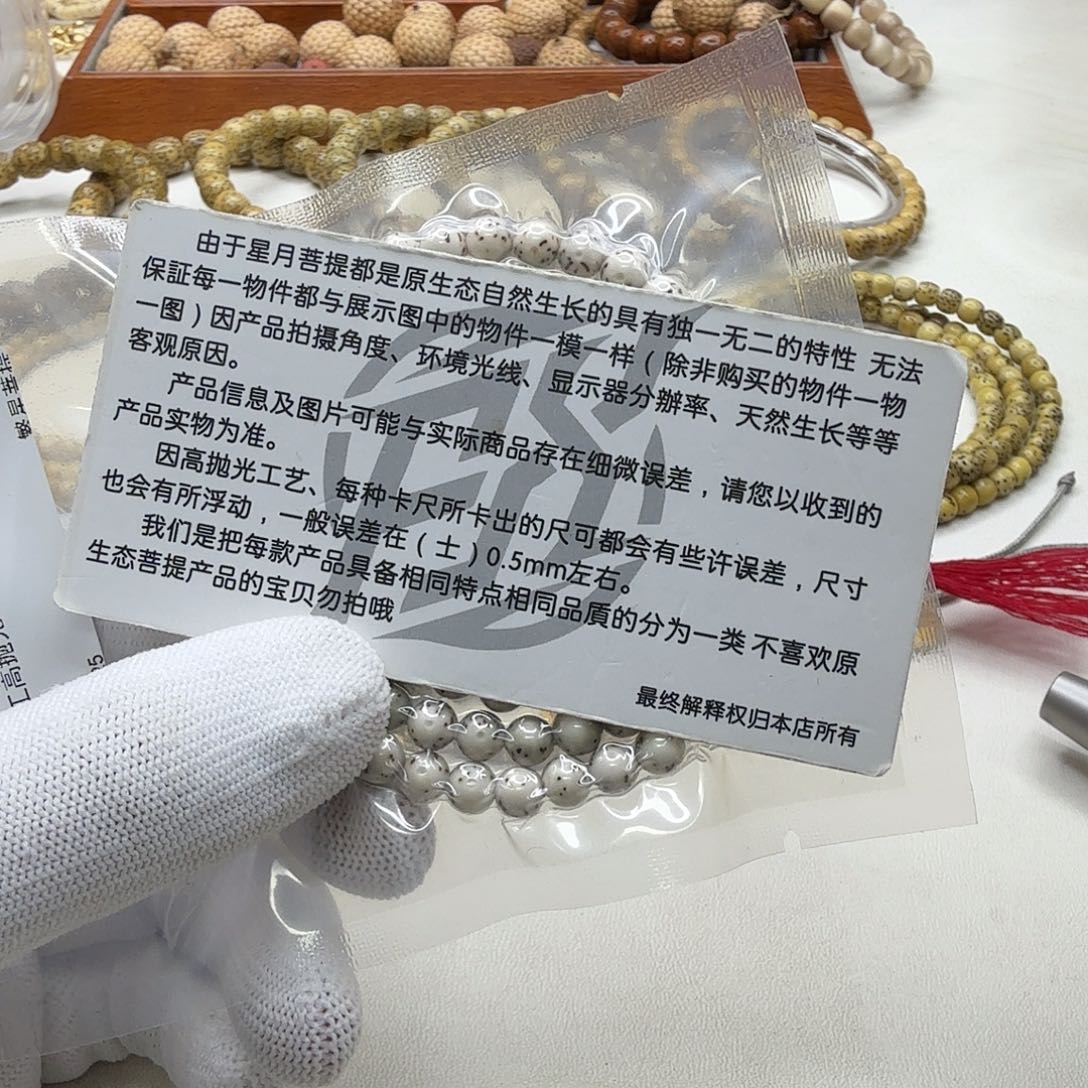 由于星月菩提都是原生态自然生长的具有独一无二的特性 无法
保証每一物件都与展示图中的物件一模一样（除非购买的物件一物
一图）因产品拍摄角度、环境光线、显示器分辦率、天然生长等等
客观原因。
产品信息及图片可能与实际商品存在细微误差，请您以收到的
产品实物为准。
因高抛光工艺、每种卡尺所卡出的尺可都会有些许误差，尺寸
也会有所浮动，一般误差在（士）0.5mm左右。
我们是把每款产品具备相同特点相同品質的分为一类 不喜欢原
生态菩提产品的宝贝勿拍哦
最终解释权归本店所有